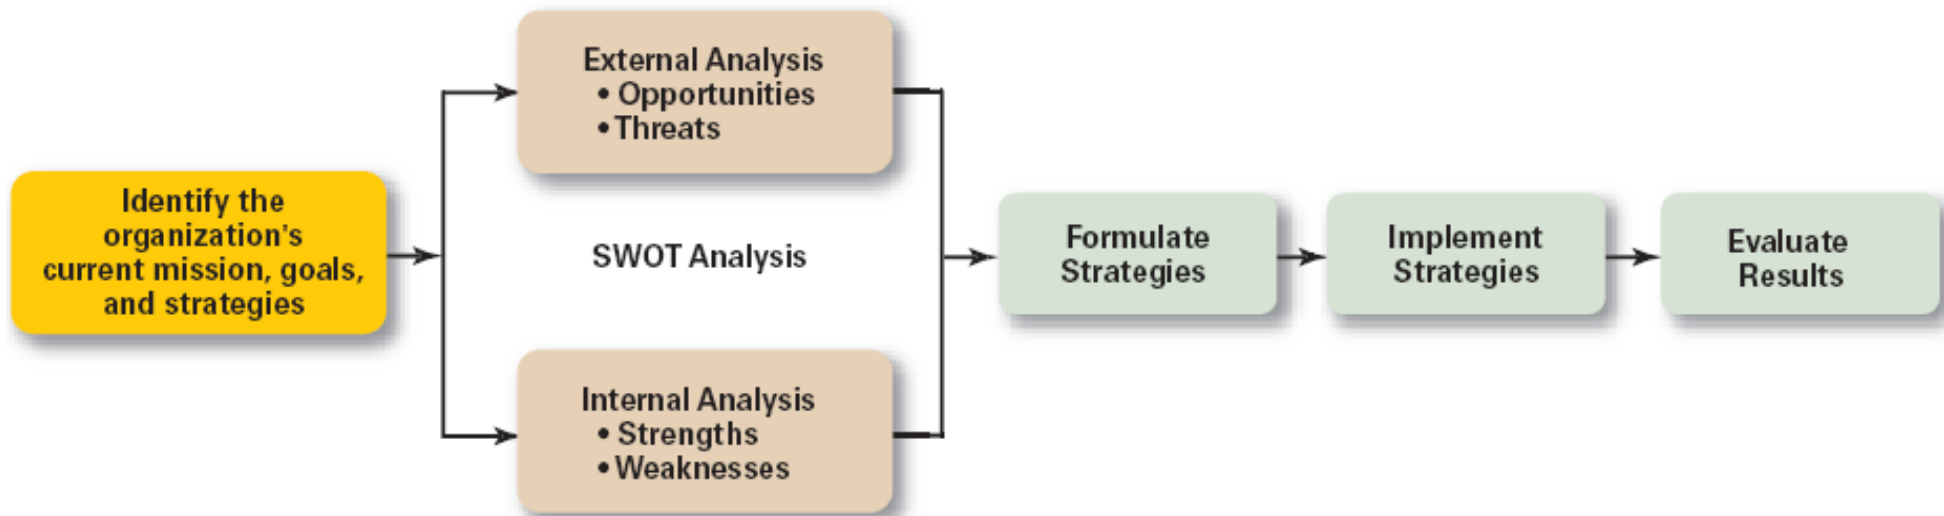 Identify the
organization's
current mission, goals,
and strategies
External Analysis
• Opportunities
• Threats
SWOT Analysis
Internal Analysis
• Strengths
• Weaknesses
Formulate
Strategies
Implement
Strategies
Evaluate
Results